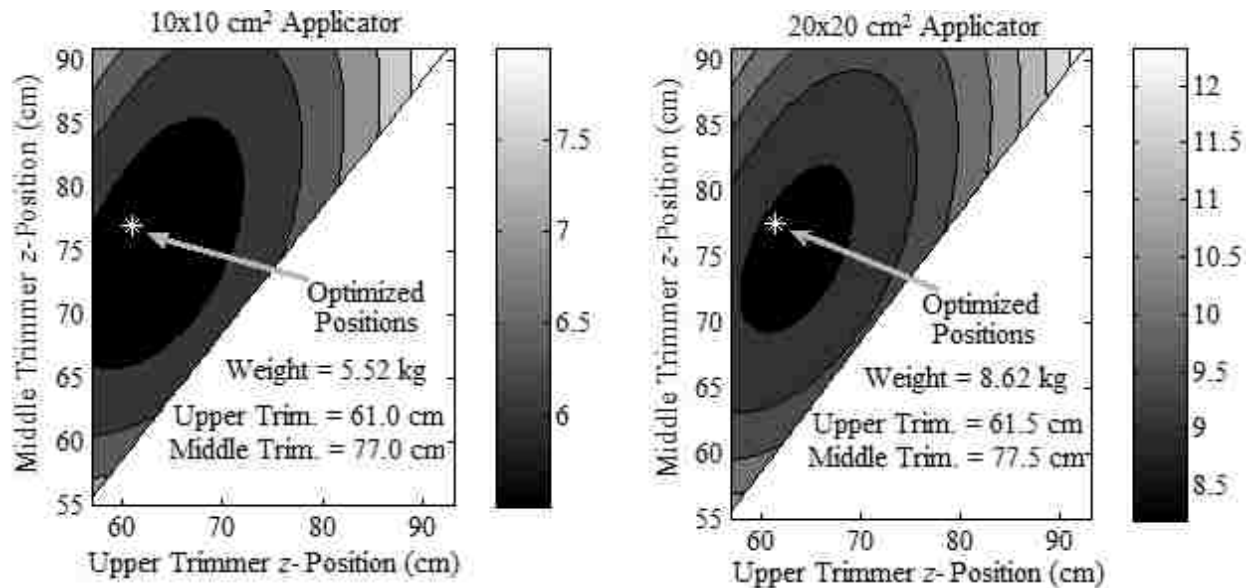 10x10 cm² Applicator
Middle Trimmer z-Position (cm)
90
85
80
75
70
65
60
55
60
70
80
90
Upper Trimmer z- Position (cm)
Optimized
Positions
Weight = 5.52 kg
Upper Trim. = 61.0 cm
Middle Trim. = 77.0 cm
7.5
7
6.5
6
20x20 cm² Applicator
Middle Trimmer z-Position (cm)
90
85
80
75
70
65
60
55
60
70
80
90
Upper Trimmer z- Position (cm)
Optimized
Positions
Weight = 8.62 kg
Upper Trim. = 61.5 cm
Middle Trim. = 77.5 cm
12
11.5
11
10.5
10
9.5
9
8.5